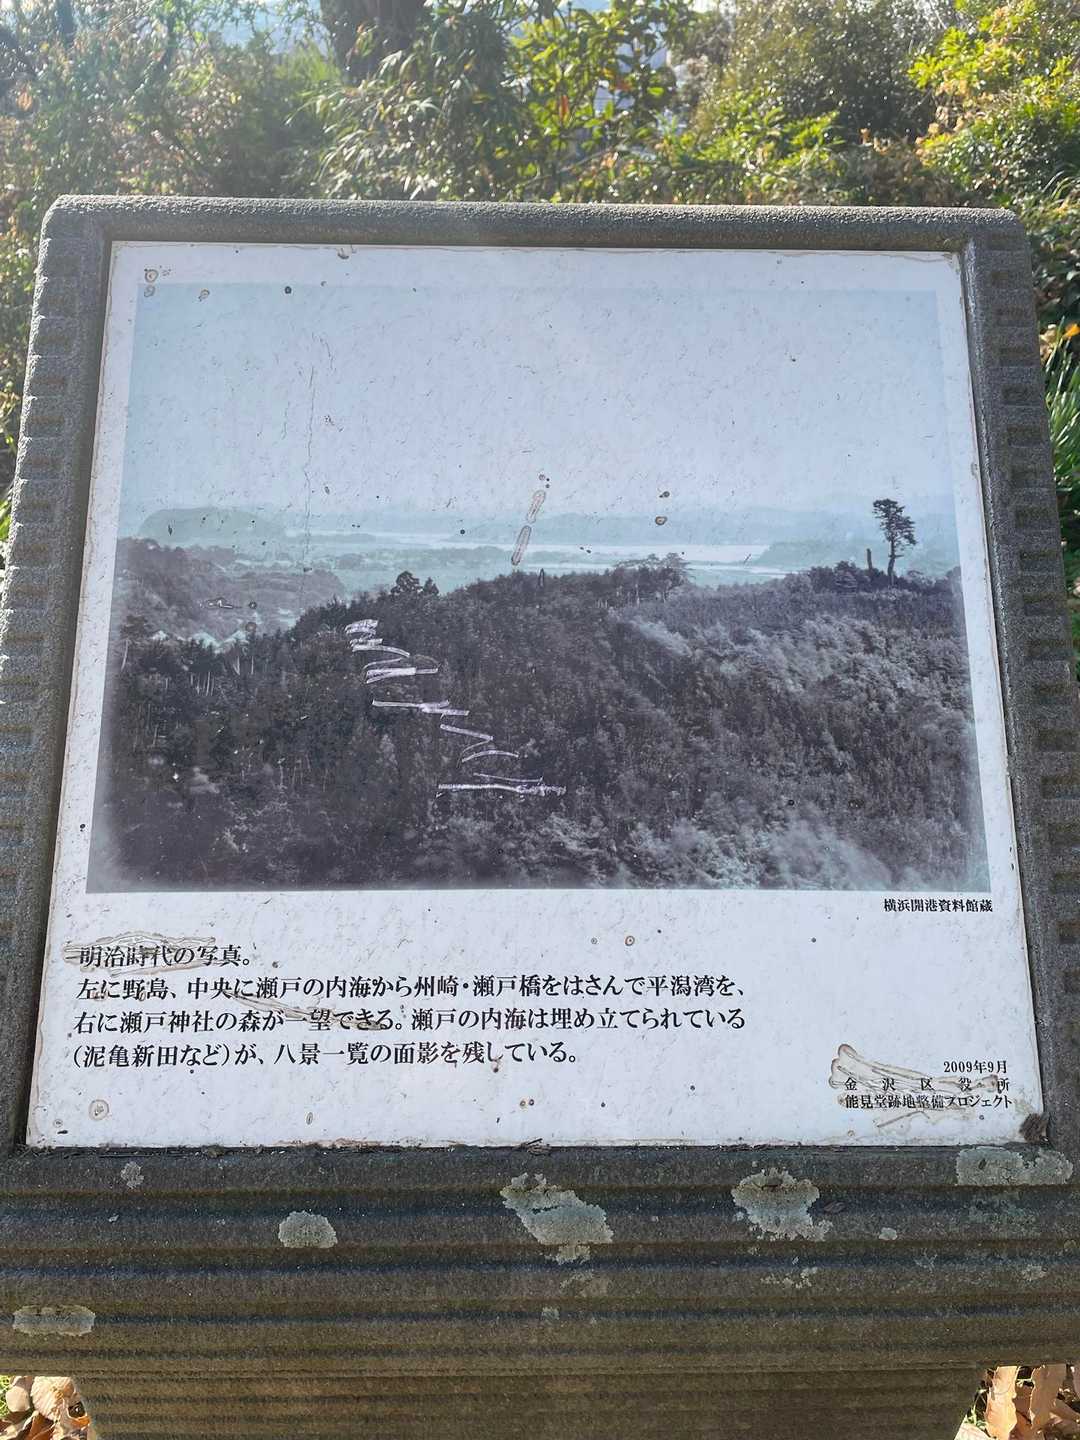 横浜開港資料館蔵
明治時代の写真。
左に野島、中央に瀬戸の内海から州崎・瀬戸橋をはさんで平潟湾を、
右に瀬戸神社の森が一望できる。瀬戸の内海は埋め立てられている
（泥亀新田など）が、八景一覧の面影を残している。
2009年9月
金沢区役所
能見堂跡地整備プロジェクト